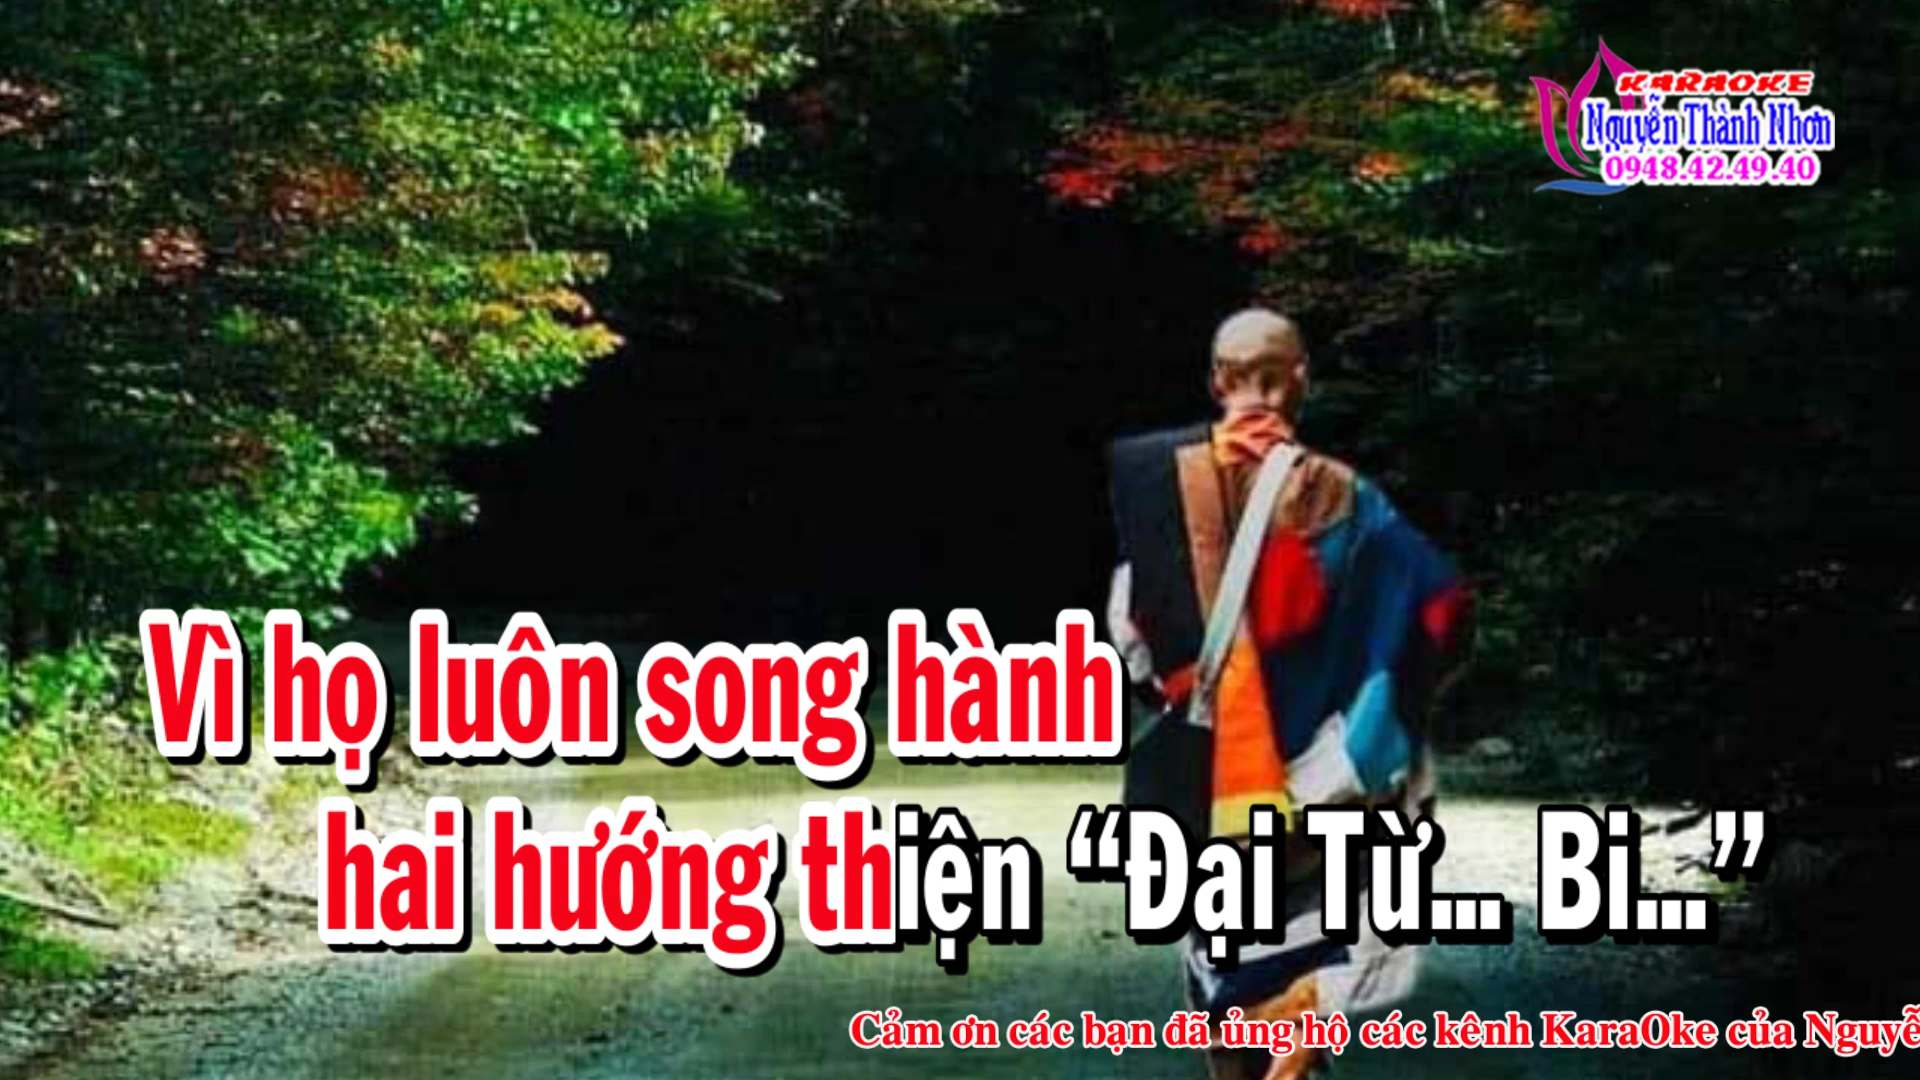 KARAOKE
Nguyễn Thành Nhơn
0948.42.49.40
Vì họ luôn song hành
hai hướng thiện “Đại Từ... Bi...”
Cảm ơn các bạn đã ủng hộ các kênh KaraOke của Nguyễ